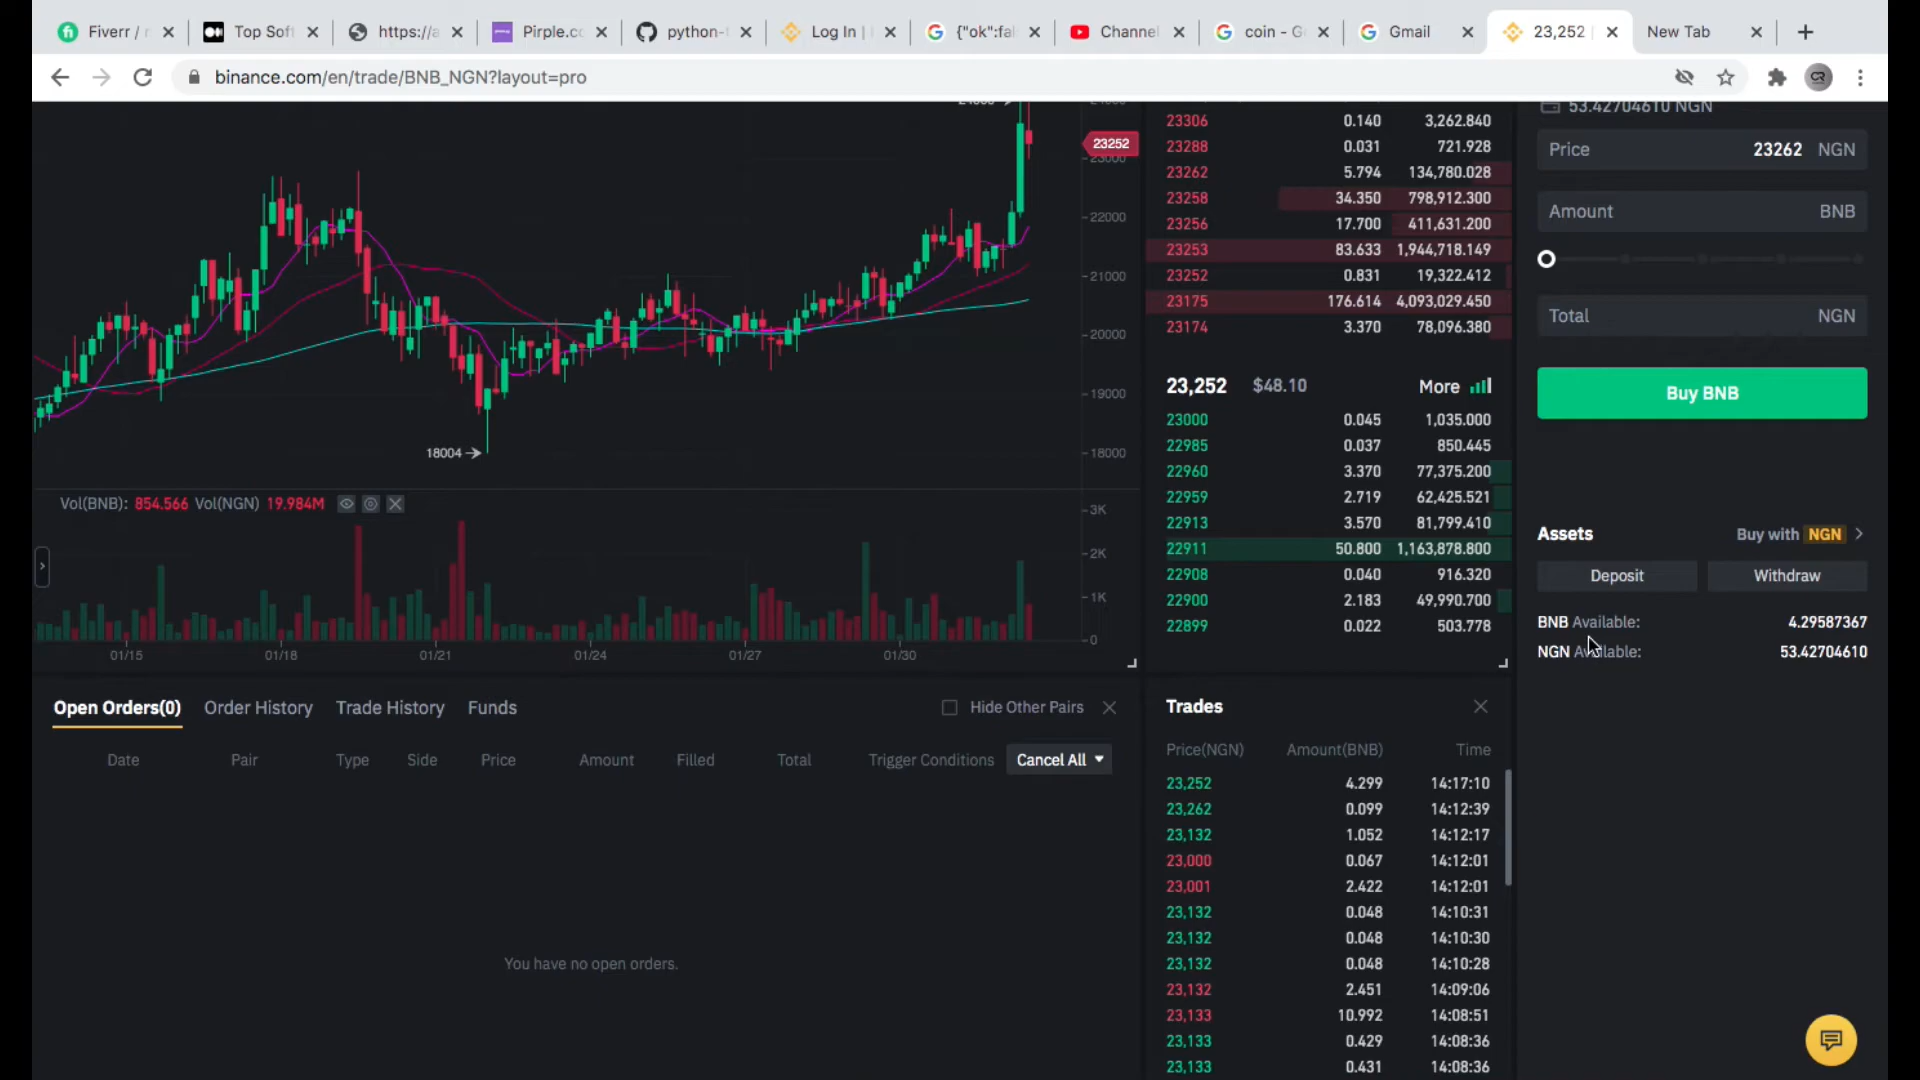 Fiverr / r
Top Soft
https://a
Pirple.co
python-t
Log In |
{"ok":fal
Channel
coin - G
Gmail
23,252 |
New Tab
binance.com/en/trade/BNB_NGN?layout=pro
23252
23000
22000
21000
20000
19000
18000
18004
Vol(BNB): 854.566 Vol(NGN) 19.984M
3K
2K
1K
0
01/15 01/18 01/21 01/24 01/27 01/30
23306 0.140 3,262.840
23288 0.031 721.928
23262 5.794 134,780.028
23258 34.350 798,912.300
23256 17.700 411,631.200
23253 83.633 1,944,718.149
23252 0.831 19,322.412
23175 176.614 4,093,029.450
23174 3.370 78,096.380
23,252 $48.10 More
23000 0.045 1,035.000
22985 0.037 850.445
22960 3.370 77,375.200
22959 2.719 62,425.521
22913 3.570 81,799.410
22911 50.800 1,163,878.800
22908 0.040 916.320
22900 2.183 49,990.700
22899 0.022 503.778
53.42704610 NGN
Price 23262 NGN
Amount BNB
Total NGN
Buy BNB
Assets Buy with NGN
Deposit Withdraw
BNB Available: 4.29587367
NGN Available: 53.42704610
Open Orders(0) Order History Trade History Funds Hide Other Pairs
Date Pair Type Side Price Amount Filled Total Trigger Conditions Cancel All
You have no open orders.
Trades
Price(NGN) Amount(BNB) Time
23,252 4.299 14:17:10
23,262 0.099 14:12:39
23,132 1.052 14:12:17
23,000 0.067 14:12:01
23,001 2.422 14:12:01
23,132 0.048 14:10:31
23,132 0.048 14:10:30
23,132 0.048 14:10:28
23,132 2.451 14:09:06
23,133 10.992 14:08:51
23,133 0.429 14:08:36
23,133 0.431 14:08:36